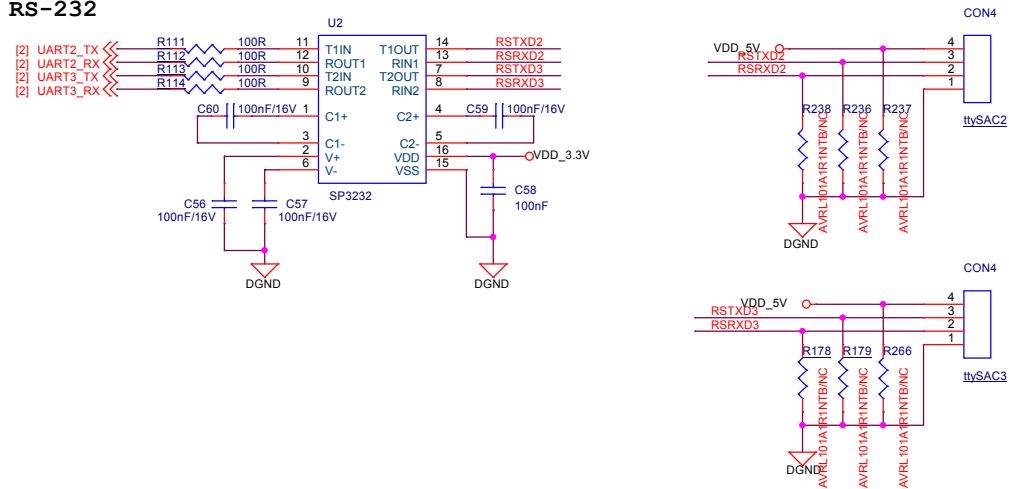 RS-232
U2
[2] UART2_TX R111 100R 11 T1IN T1OUT 14 RSTXD2
[2] UART2_RX R112 100R 12 ROUT1 RIN1 13 RSRXD2
[2] UART3_TX R113 100R 10 T2IN T2OUT 7 RSTXD3
[2] UART3_RX R114 100R 9 ROUT2 RIN2 8 RSRXD3
C60 100nF/16V 1 C1+ C2+ 4 C59 100nF/16V
3 C1- C2- 5
2 V+ VDD 16 VDD_3.3V
6 V- VSS 15
SP3232
C56 100nF/16V
C57 100nF/16V
C58 100nF
DGND
DGND
CON4
VDD_5V 4
RSTXD2 3
RSRXD2 2
1
R238 R236 R237
ttySAC2
AVRL101A1R1NTB/NC AVRL101A1R1NTB/NC AVRL101A1R1NTB/NC
DGND
CON4
VDD_5V 4
RSTXD3 3
RSRXD3 2
1
R178 R179 R266
ttySAC3
AVRL101A1R1NTB/NC AVRL101A1R1NTB/NC AVRL101A1R1NTB/NC
DGND